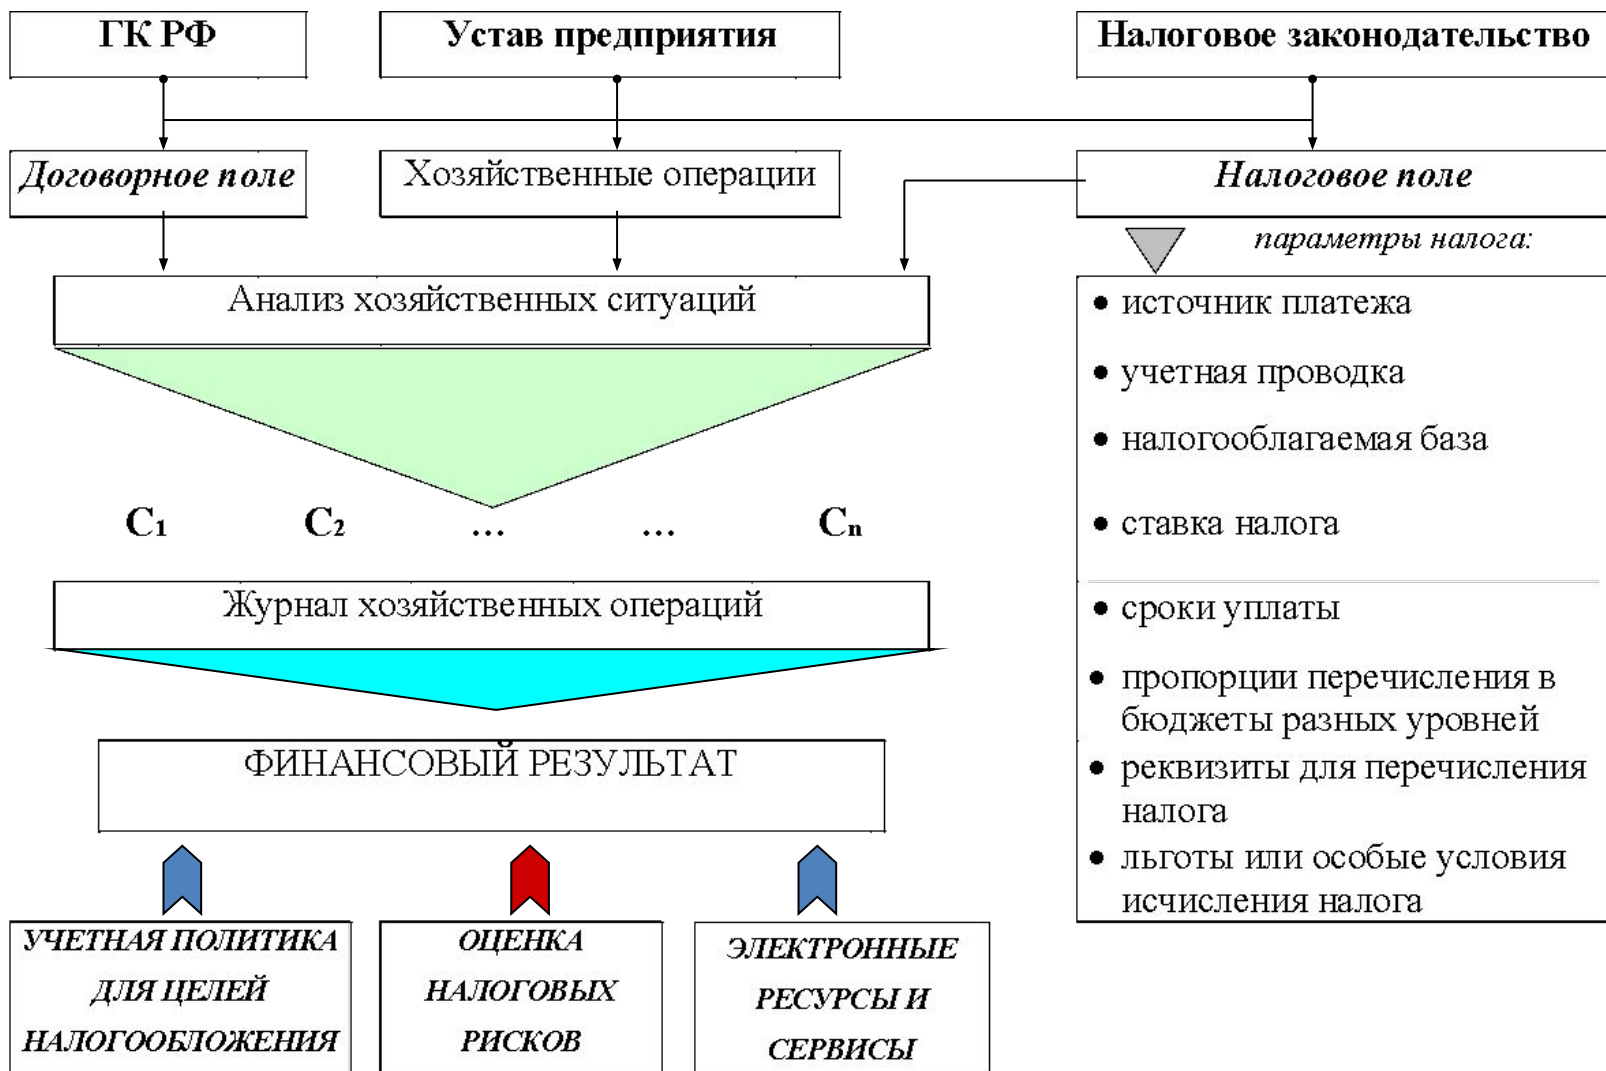 ГК РФ
Устав предприятия
Налоговое законодательство
Договорное поле
Хозяйственные операции
Налоговое поле
параметры налога:
Анализ хозяйственных ситуаций
С1 С2 … … Сn
Журнал хозяйственных операций
ФИНАНСОВЫЙ РЕЗУЛЬТАТ
• источник платежа
• учетная проводка
• налогооблагаемая база
• ставка налога
• сроки уплаты
• пропорции перечисления в
бюджеты разных уровней
• реквизиты для перечисления
налога
• льготы или особые условия
исчисления налога
УЧЕТНАЯ ПОЛИТИКА
ДЛЯ ЦЕЛЕЙ
НАЛОГООБЛОЖЕНИЯ
ОЦЕНКА
НАЛОГОВЫХ
РИСКОВ
ЭЛЕКТРОННЫЕ
РЕСУРСЫ И
СЕРВИСЫ